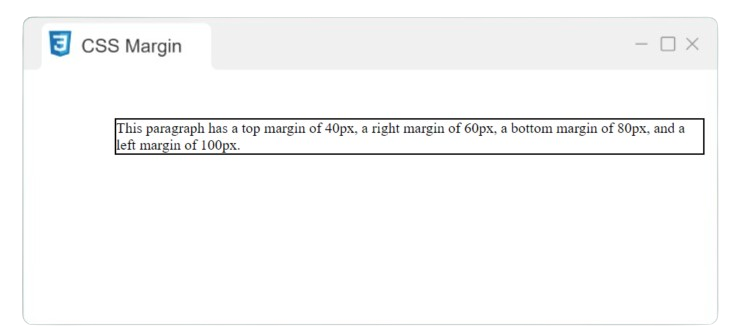 CSS Margin
This paragraph has a top margin of 40px, a right margin of 60px, a bottom margin of 80px, and a
left margin of 100px.